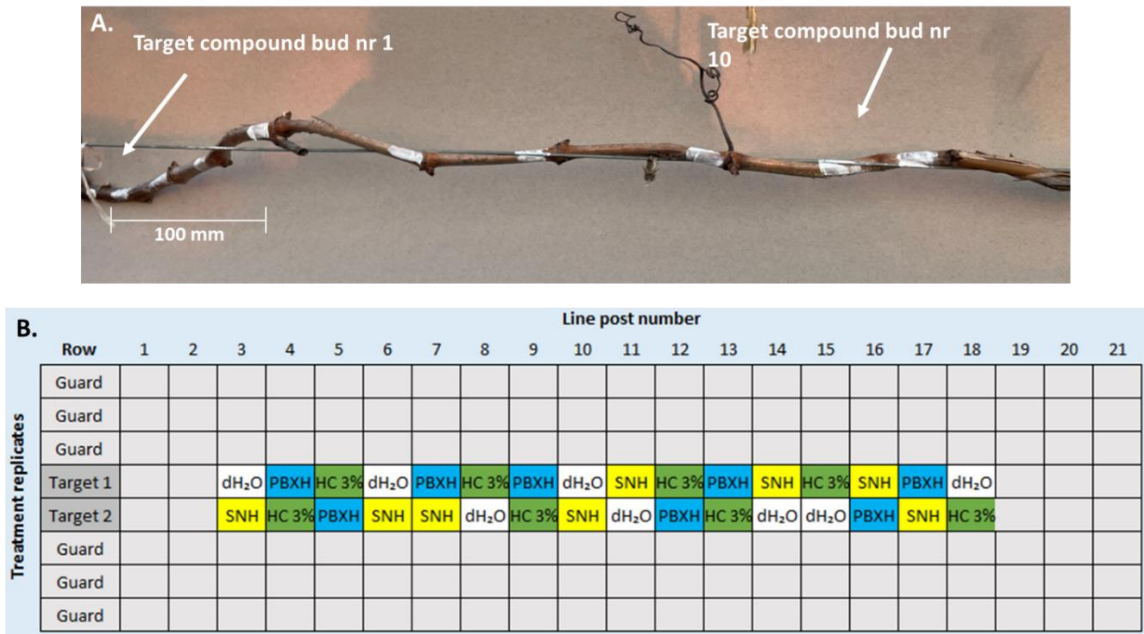 A.
Target compound bud nr 1
Target compound bud nr
10
100 mm
B.
Line post number
Row 1 2 3 4 5 6 7 8 9 10 11 12 13 14 15 16 17 18 19 20 21
Treatment replicates
Guard
Guard
Guard
Target 1 dH₂O PBXH HC 3% dH₂O PBXH HC 3% PBXH dH₂O SNH HC 3% PBXH SNH HC 3% SNH PBXH dH₂O
Target 2 SNH HC 3% PBXH SNH SNH dH₂O HC 3% SNH dH₂O PBXH HC 3% dH₂O dH₂O PBXH SNH HC 3%
Guard
Guard
Guard